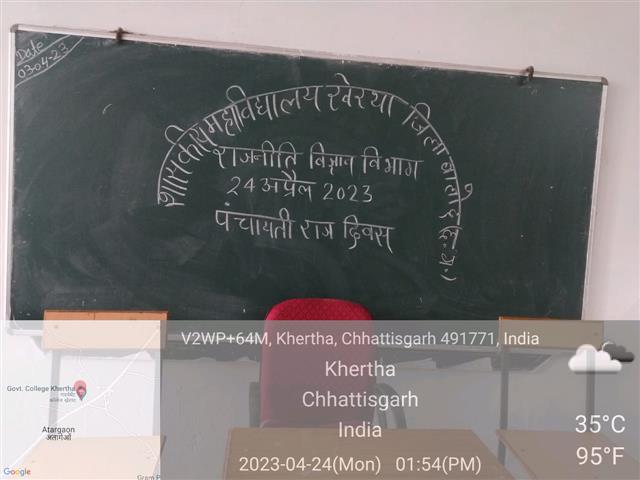 Date
03-04-23
शासकीय महाविद्यालय खेरथा जिला बालोद (छ.ग.)
राजनीति विज्ञान विभाग
24 अप्रैल 2023
पंचायती राज दिवस
V2WP+64M, Khertha, Chhattisgarh 491771, India
Khertha
Chhattisgarh
India
2023-04-24(Mon) 01:54(PM)
35°C
95°F
Govt. College Khertha
Atargaon
Gram P
Google